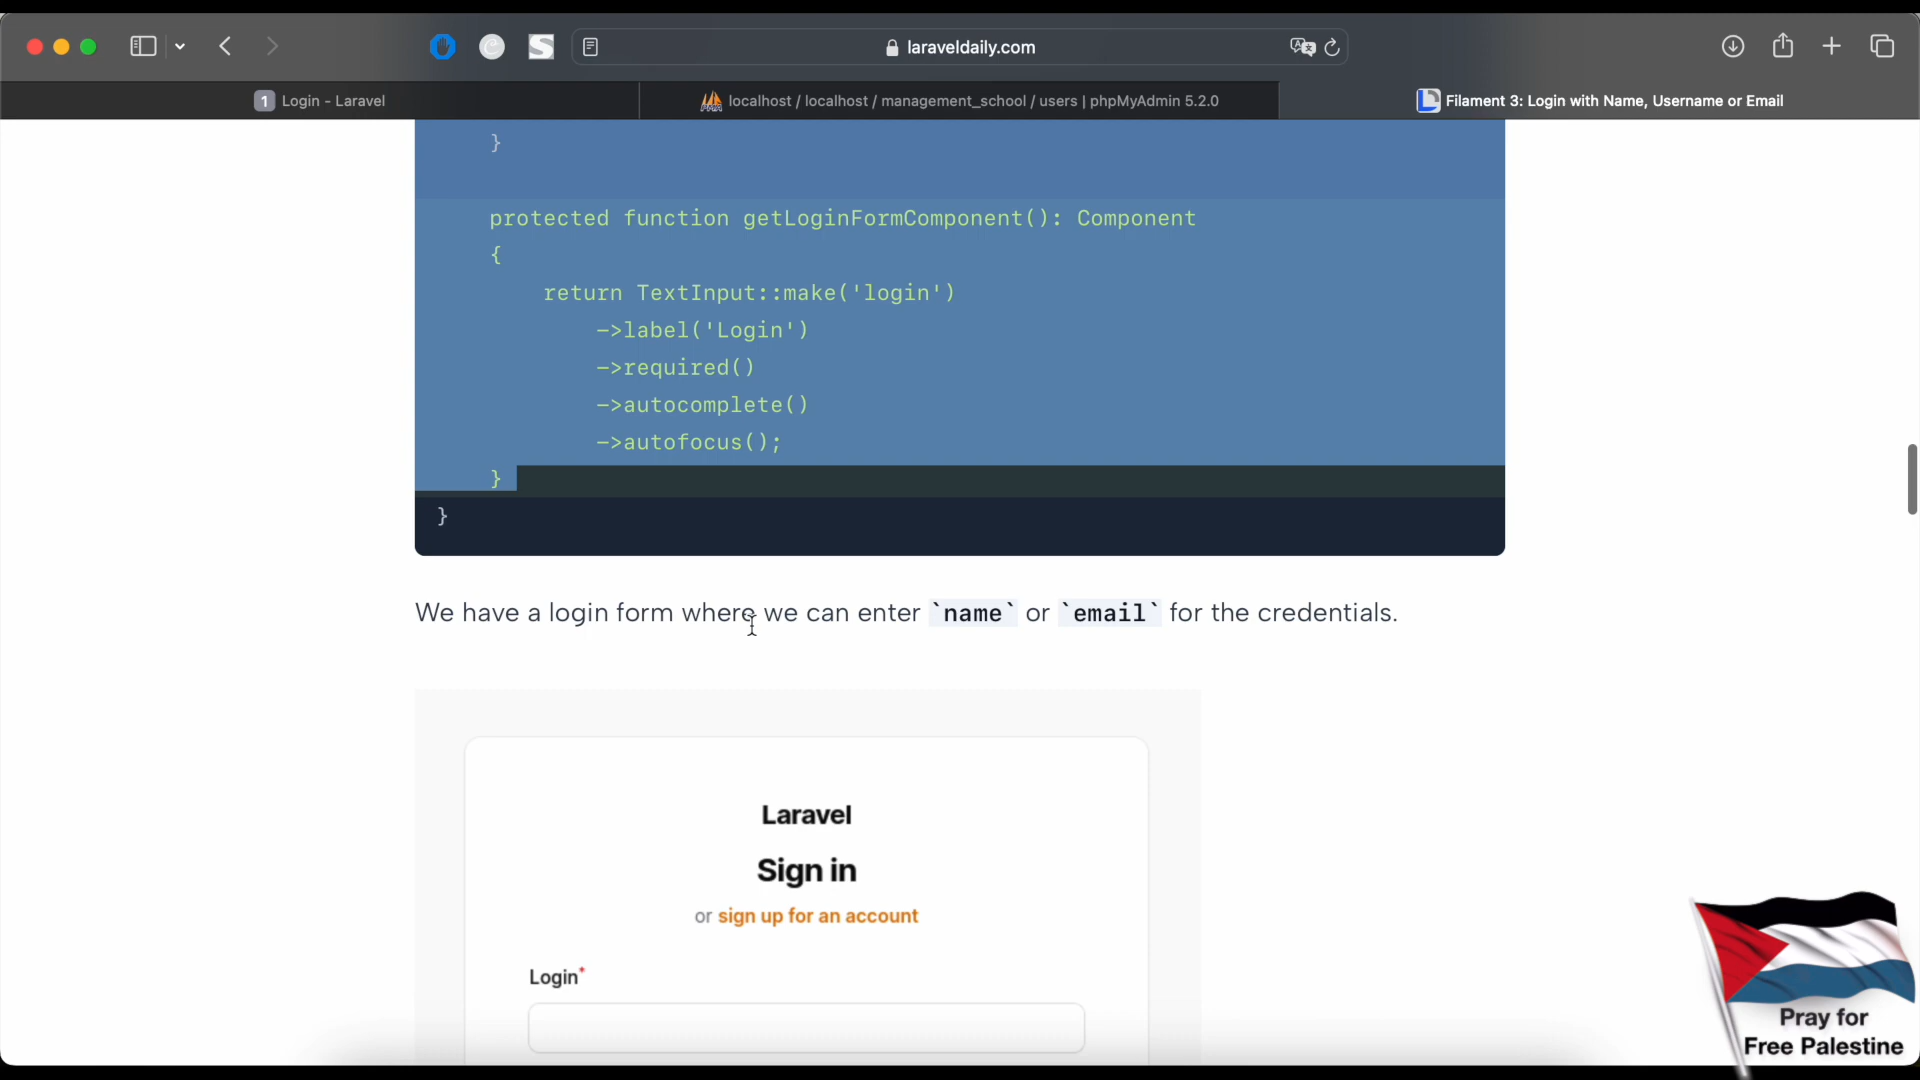 laraveldaily.com
1 Login - Laravel
localhost / localhost / management_school / users | phpMyAdmin 5.2.0
Filament 3: Login with Name, Username or Email
}
protected function getLoginFormComponent(): Component
{
return TextInput::make('login')
->label('Login')
->required()
->autocomplete()
->autofocus();
}
}
We have a login form where we can enter `name` or `email` for the credentials.
Laravel
Sign in
or sign up for an account
Login*
Pray for
Free Palestine